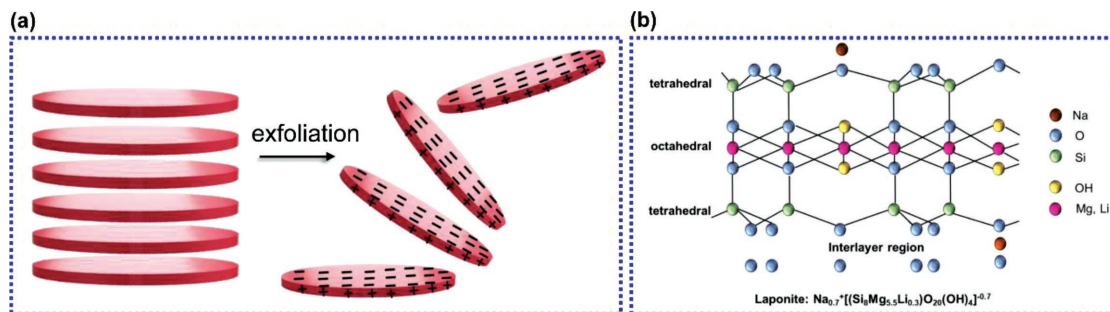 (a)
exfoliation
(b)
tetrahedral
octahedral
tetrahedral
Interlayer region
Na
O
Si
OH
Mg, Li
Laponite: Na₀.₇⁺[(Si₈Mg₅.₅Li₀.₃)O₂₀(OH)₄]⁻⁰·⁷